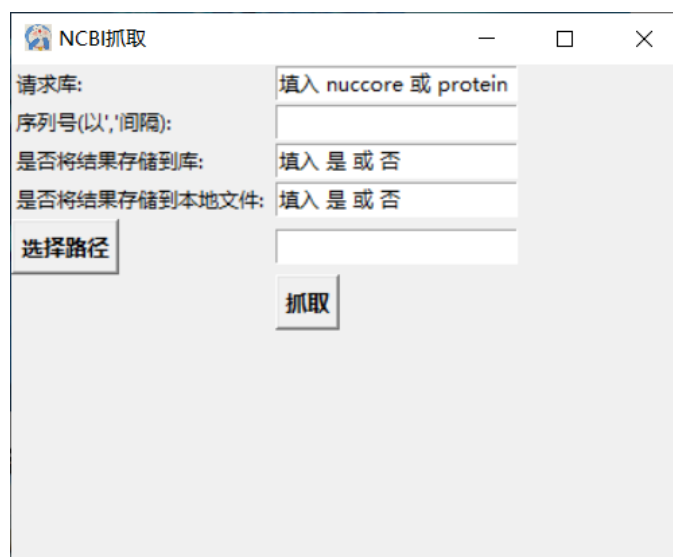 NCBI抓取
请求库: 填入 nuccore 或 protein
序列号(以','间隔):
是否将结果存储到库: 填入 是 或 否
是否将结果存储到本地文件: 填入 是 或 否
选择路径
抓取